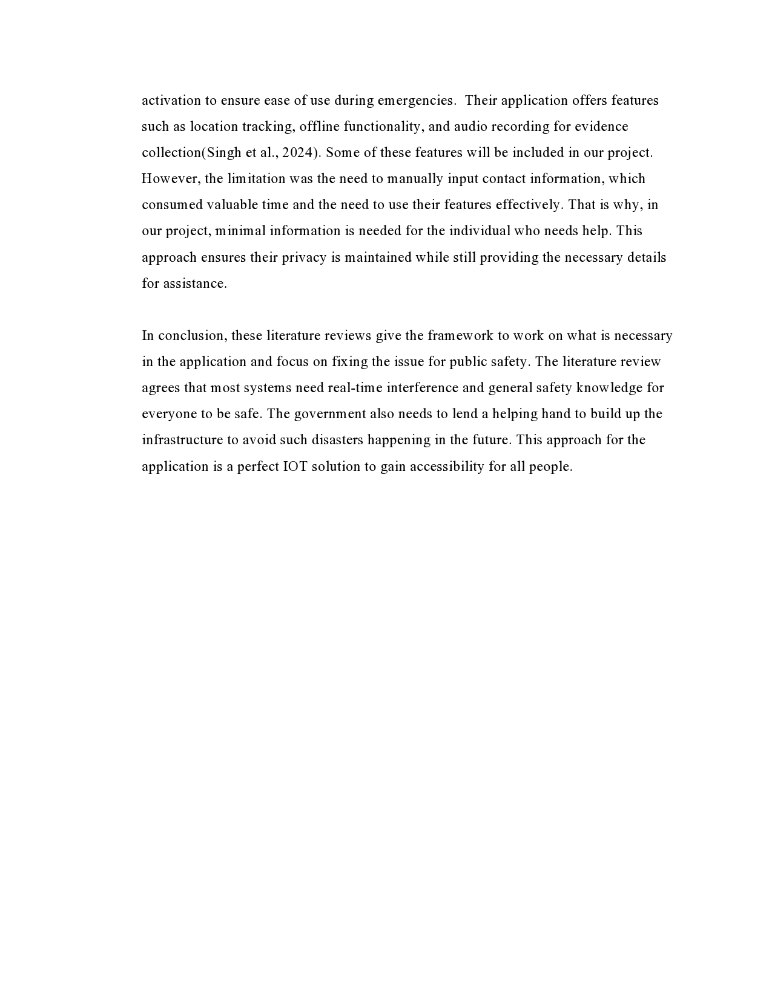 activation to ensure ease of use during emergencies.  Their application offers features
such as location tracking, offline functionality, and audio recording for evidence
collection(Singh et al., 2024). Some of these features will be included in our project.
However, the limitation was the need to manually input contact information, which
consumed valuable time and the need to use their features effectively. That is why, in
our project, minimal information is needed for the individual who needs help. This
approach ensures their privacy is maintained while still providing the necessary details
for assistance.
In conclusion, these literature reviews give the framework to work on what is necessary
in the application and focus on fixing the issue for public safety. The literature review
agrees that most systems need real-time interference and general safety knowledge for
everyone to be safe. The government also needs to lend a helping hand to build up the
infrastructure to avoid such disasters happening in the future. This approach for the
application is a perfect IOT solution to gain accessibility for all people.